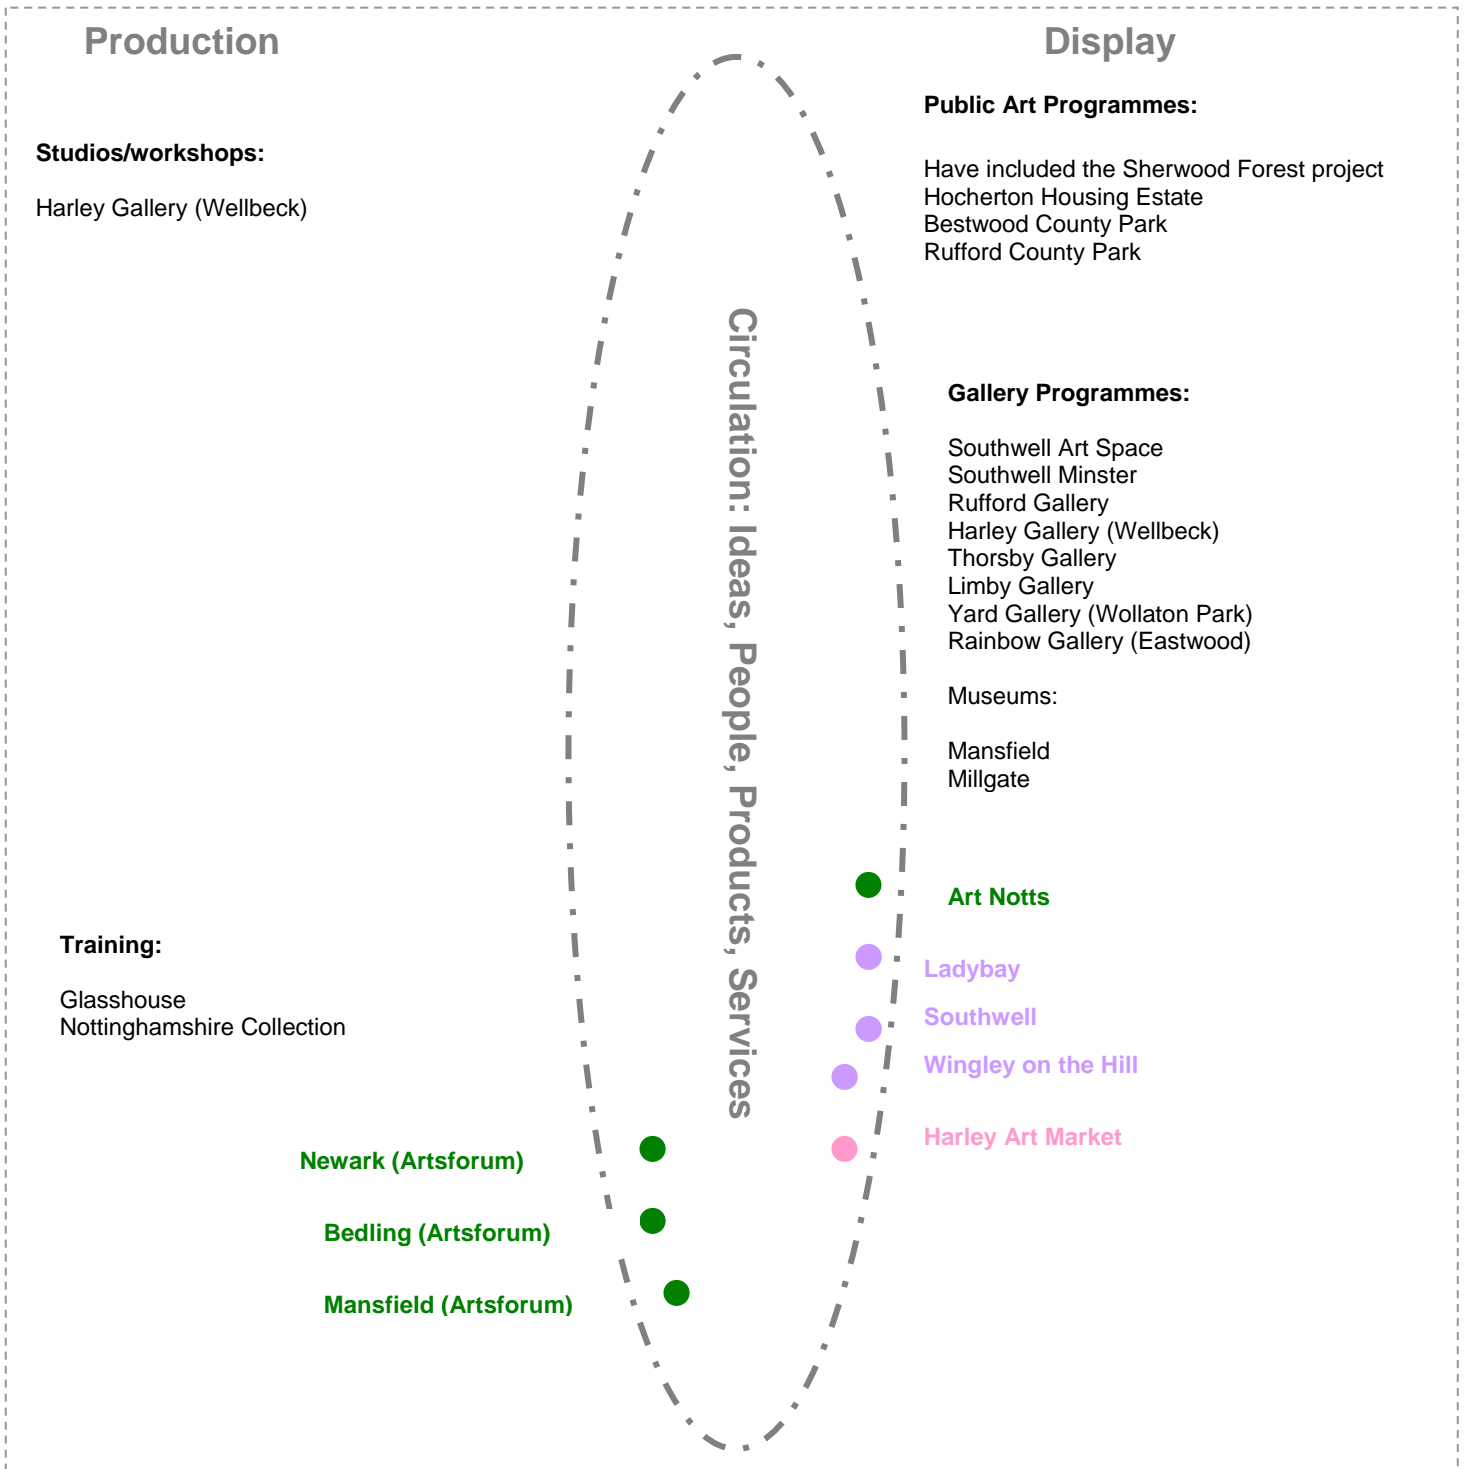 Production
Studios/workshops:
Harley Gallery (Wellbeck)
Training:
Glasshouse
Nottinghamshire Collection
Newark (Artsforum)
Bedling (Artsforum)
Mansfield (Artsforum)
Circulation: Ideas, People, Products, Services
Display
Public Art Programmes:
Have included the Sherwood Forest project
Hocherton Housing Estate
Bestwood County Park
Rufford County Park
Gallery Programmes:
Southwell Art Space
Southwell Minster
Rufford Gallery
Harley Gallery (Wellbeck)
Thorsby Gallery
Limby Gallery
Yard Gallery (Wollaton Park)
Rainbow Gallery (Eastwood)
Museums:
Mansfield
Millgate
Art Notts
Ladybay
Southwell
Wingley on the Hill
Harley Art Market